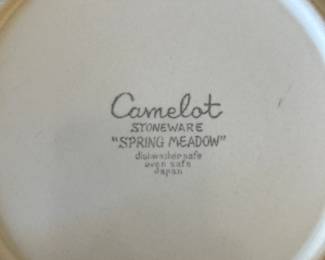 Camelot
STONEWARE
"SPRING MEADOW"
dishwasher safe
oven safe
Japan